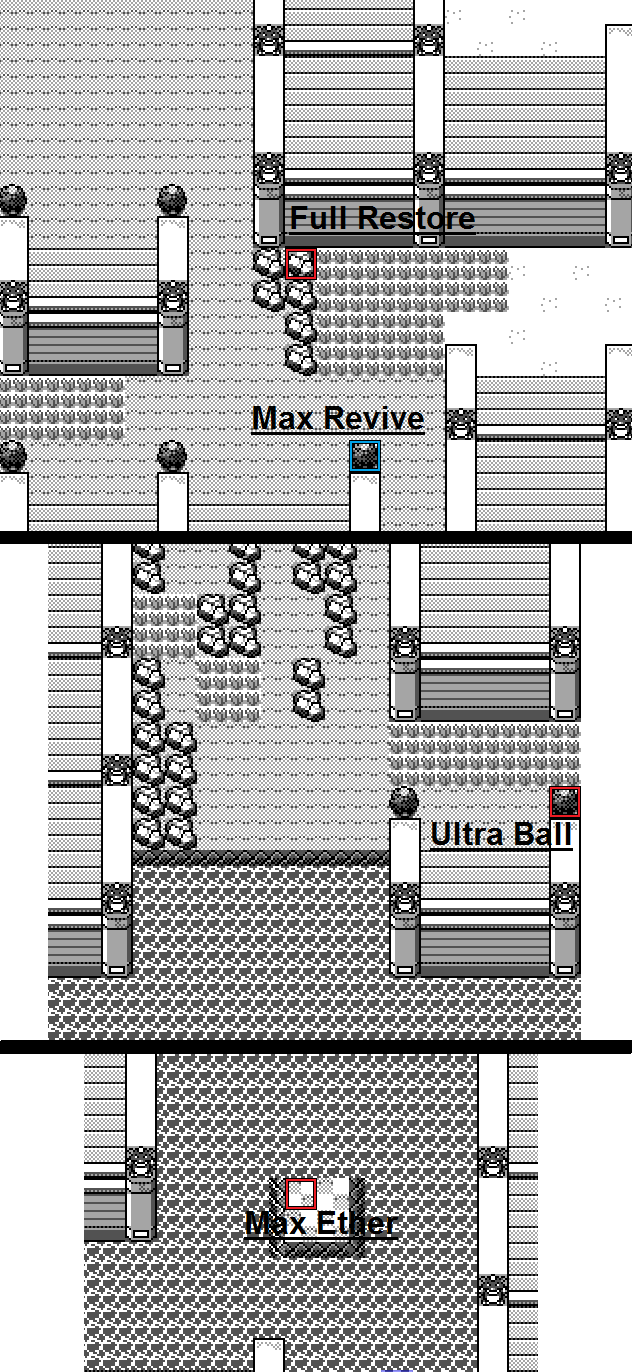 Full Restore
Max Revive
Ultra Ball
Max Ether